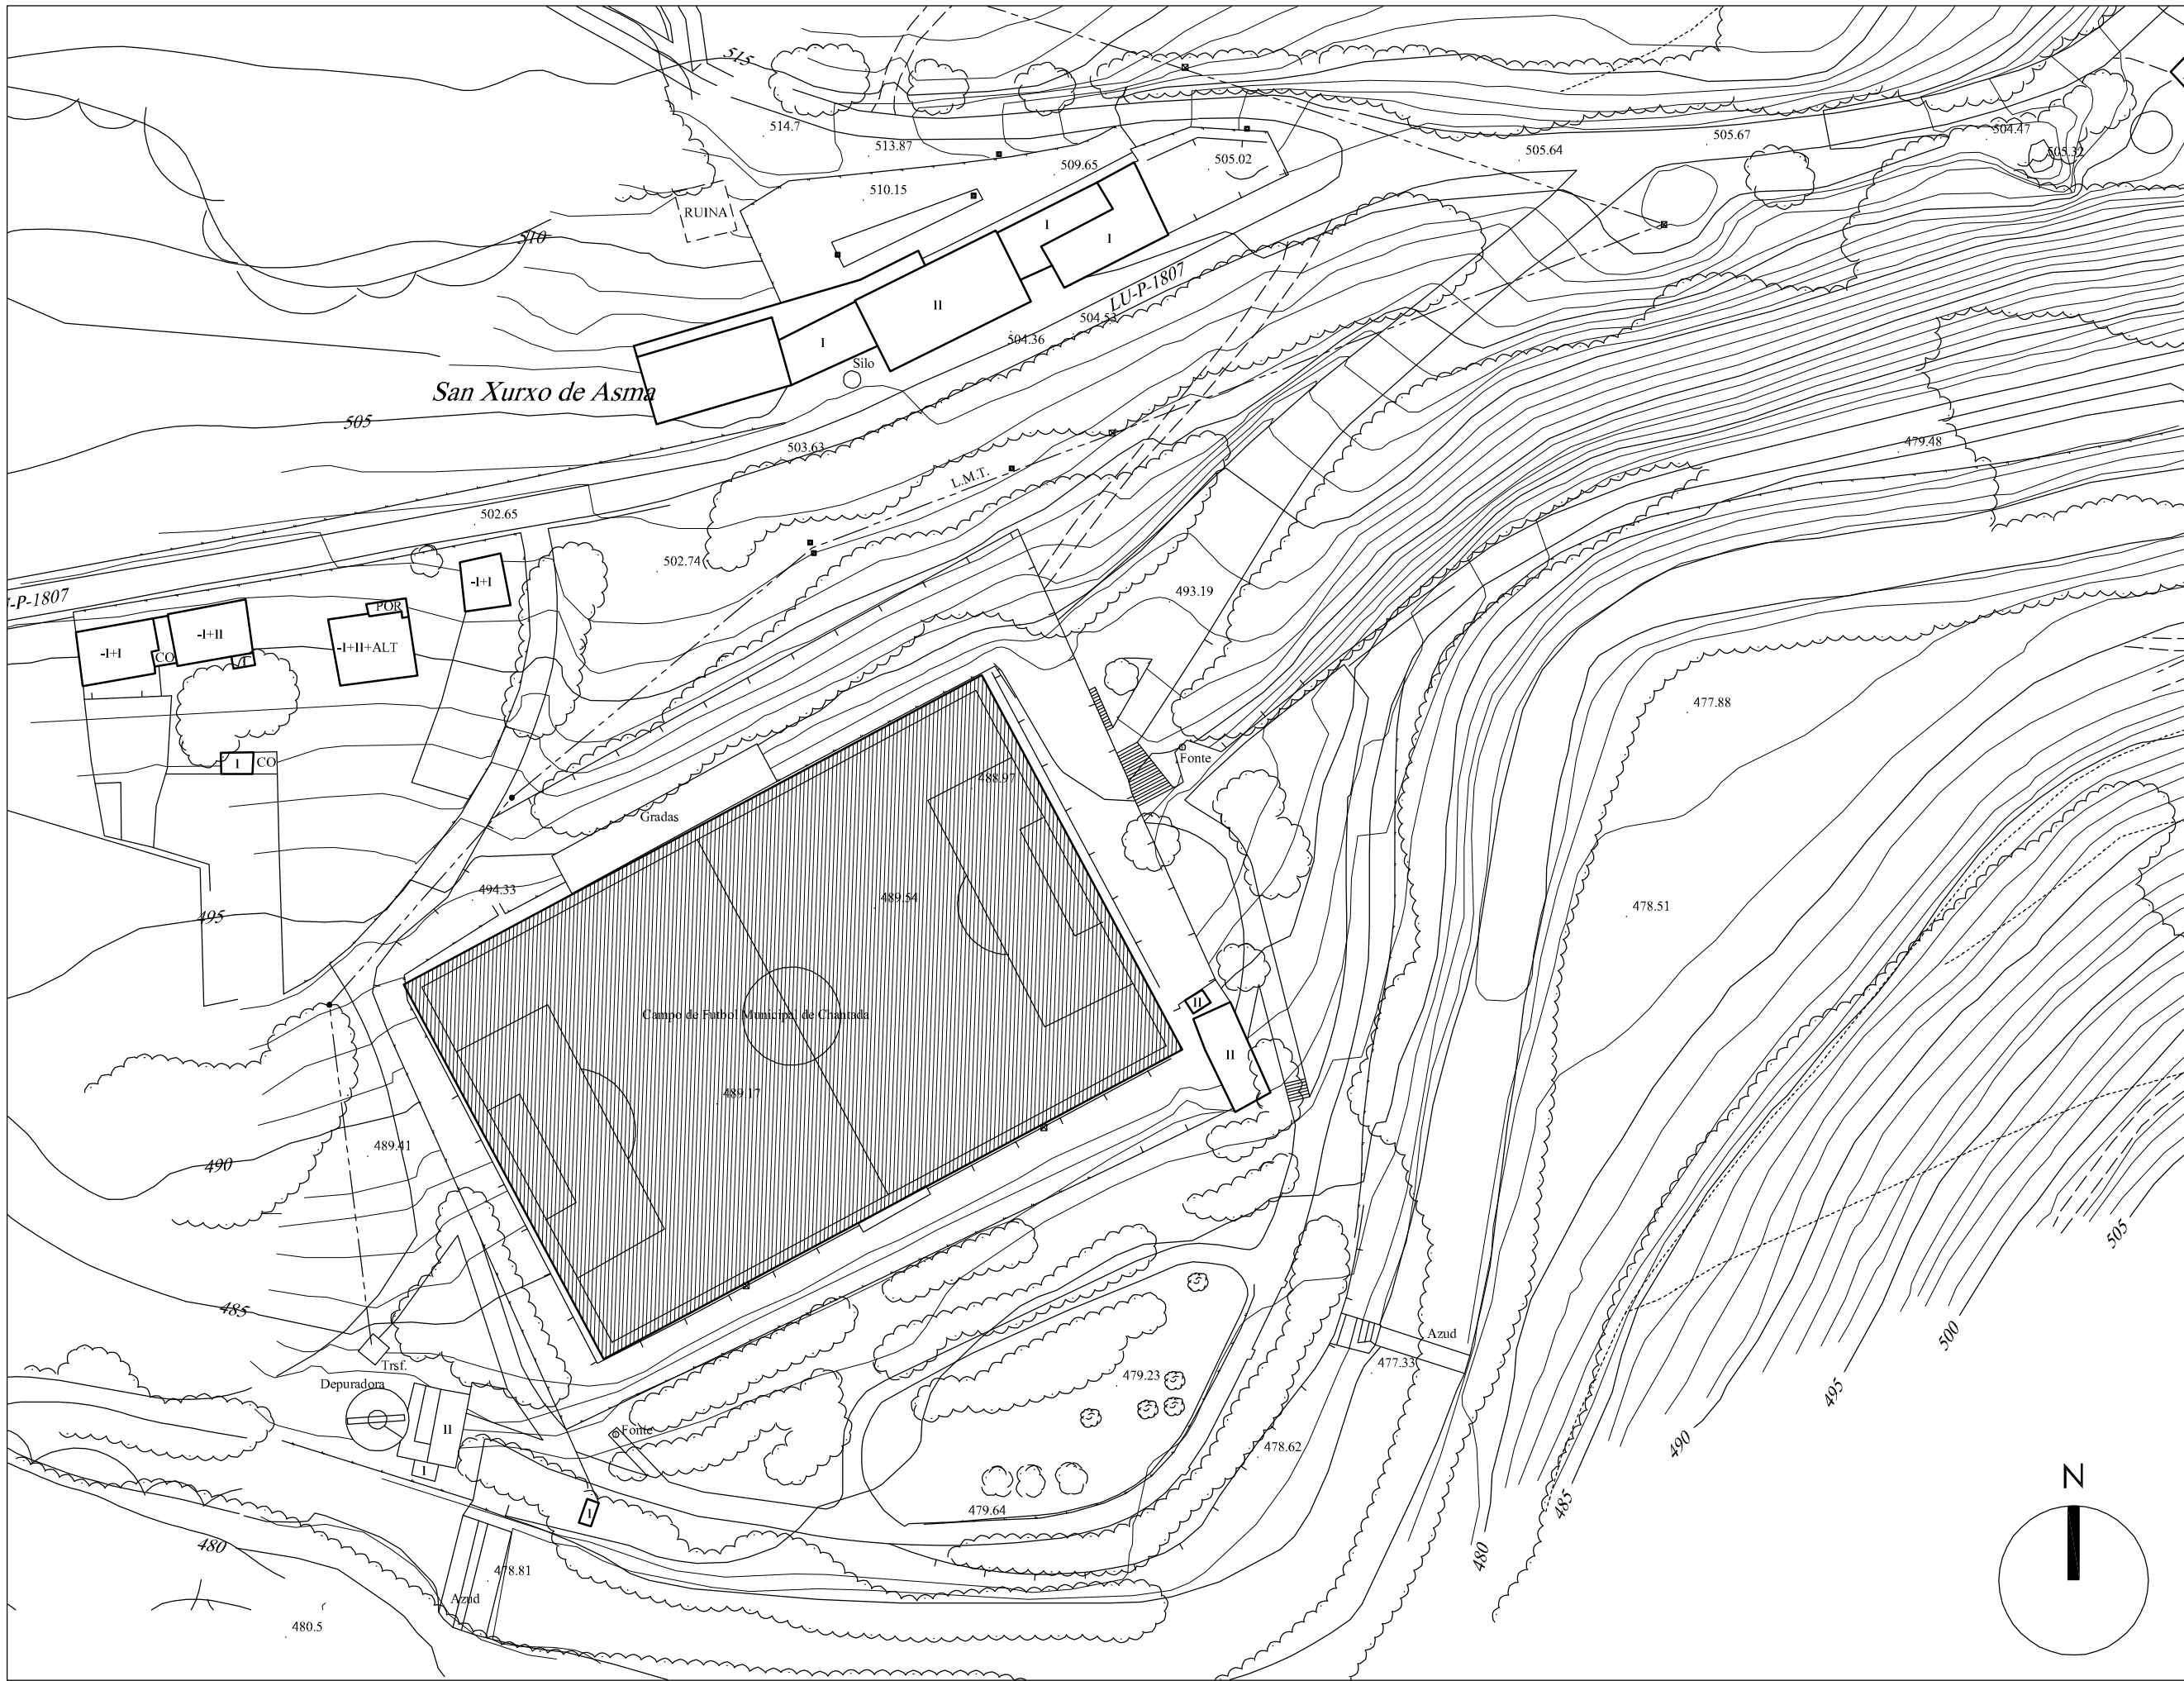 515
514.7
513.87
509.65
505.02
505.64
505.67
504.47
505.32
510.15
RUINA
510
I
I
II
LU-P-1807
504.53
504.36
I
Silo
San Xurxo de Asma
505
503.63
479.48
L.M.T.
502.65
502.74
-I+I
493.19
-P-1807
POR
-I+II
-I+I
CO
-I+II+ALT
477.88
I
CO
Fonte
488.97
Gradas
494.33
489.54
478.51
495
II
Campo de Futbol Municipal de Chantada
II
489.17
489.41
490
505
485
500
Azud
477.33
Trsf.
479.23
Depuradora
495
II
Fonte
478.62
490
I
N
479.64
I
485
480
480
478.81
Azud
480.5